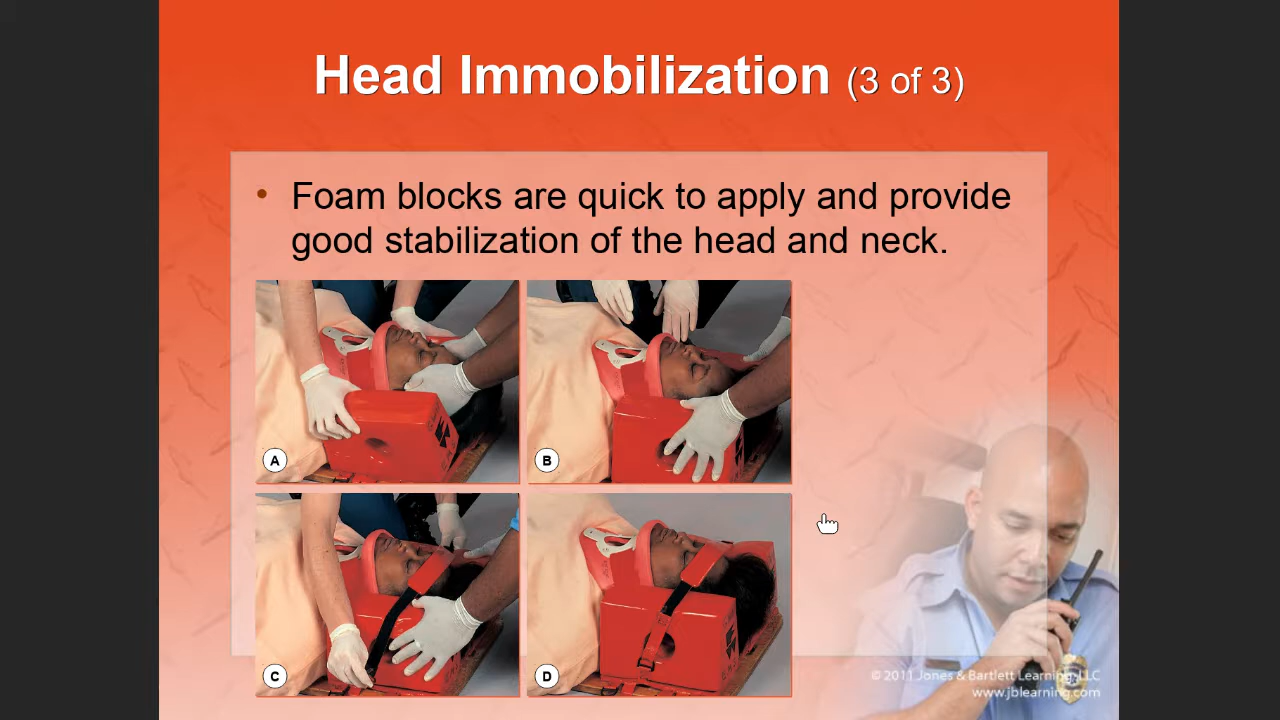 Head Immobilization (3 of 3)
• Foam blocks are quick to apply and provide
good stabilization of the head and neck.
A
B
C
D
© 2011 Jones & Bartlett Learning, LLC
www.jblearning.com